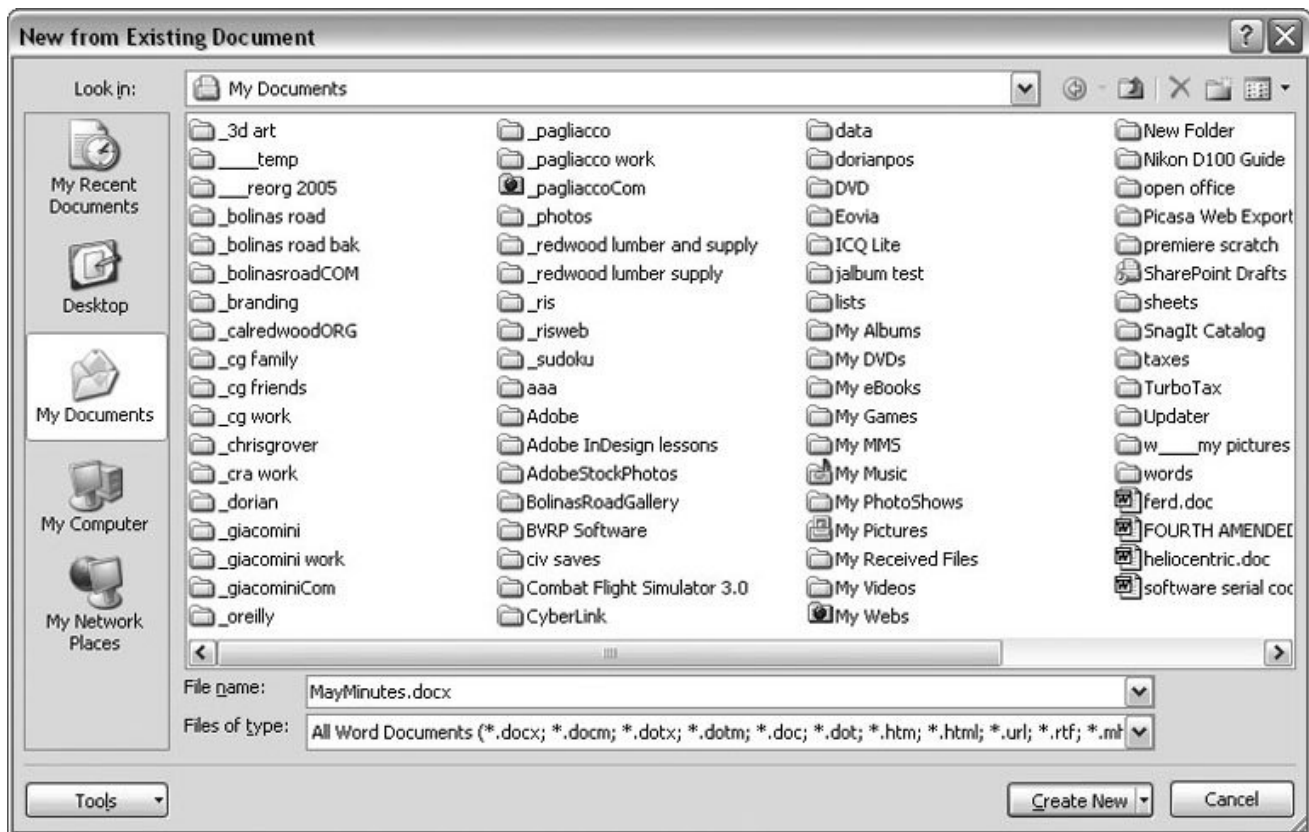 New from Existing Document
Look in:
My Documents
My Recent
Documents
Desktop
My Documents
My Computer
My Network
Places
_3d art
____temp
___reorg 2005
_bolinas road
_bolinas road bak
_bolinasroadCOM
_branding
_calredwoodORG
_cg family
_cg friends
_cg work
_chrisgrover
_cra work
_dorian
_giacomini
_giacomini work
_giacominiCom
_oreilly
_pagliacco
_pagliacco work
_pagliaccoCom
_photos
_redwood lumber and supply
_redwood lumber supply
_ris
_risweb
_sudoku
aaa
Adobe
Adobe InDesign lessons
AdobeStockPhotos
BolinasRoadGallery
BVRP Software
civ saves
Combat Flight Simulator 3.0
CyberLink
data
dorianpos
DVD
Eovia
ICQ Lite
jalbum test
lists
My Albums
My DVDs
My eBooks
My Games
My MMS
My Music
My PhotoShows
My Pictures
My Received Files
My Videos
My Webs
New Folder
Nikon D100 Guide
open office
Picasa Web Export
premiere scratch
SharePoint Drafts
sheets
SnagIt Catalog
taxes
TurboTax
Updater
w____my pictures
words
ferd.doc
FOURTH AMENDED
heliocentric.doc
software serial
File name:
MayMinutes.docx
Files of type:
All Word Documents (*.docx; *.docm; *.dotx; *.dotm; *.doc; *.dot; *.htm; *.html; *.url; *.rtf;
Tools
Create New
Cancel